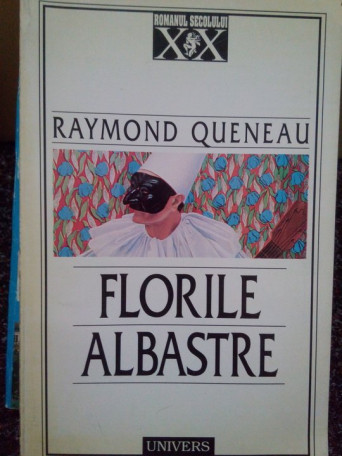 ROMANUL SECOLULUI
XX
RAYMOND QUENEAU
FLORILE
ALBASTRE
UNIVERS